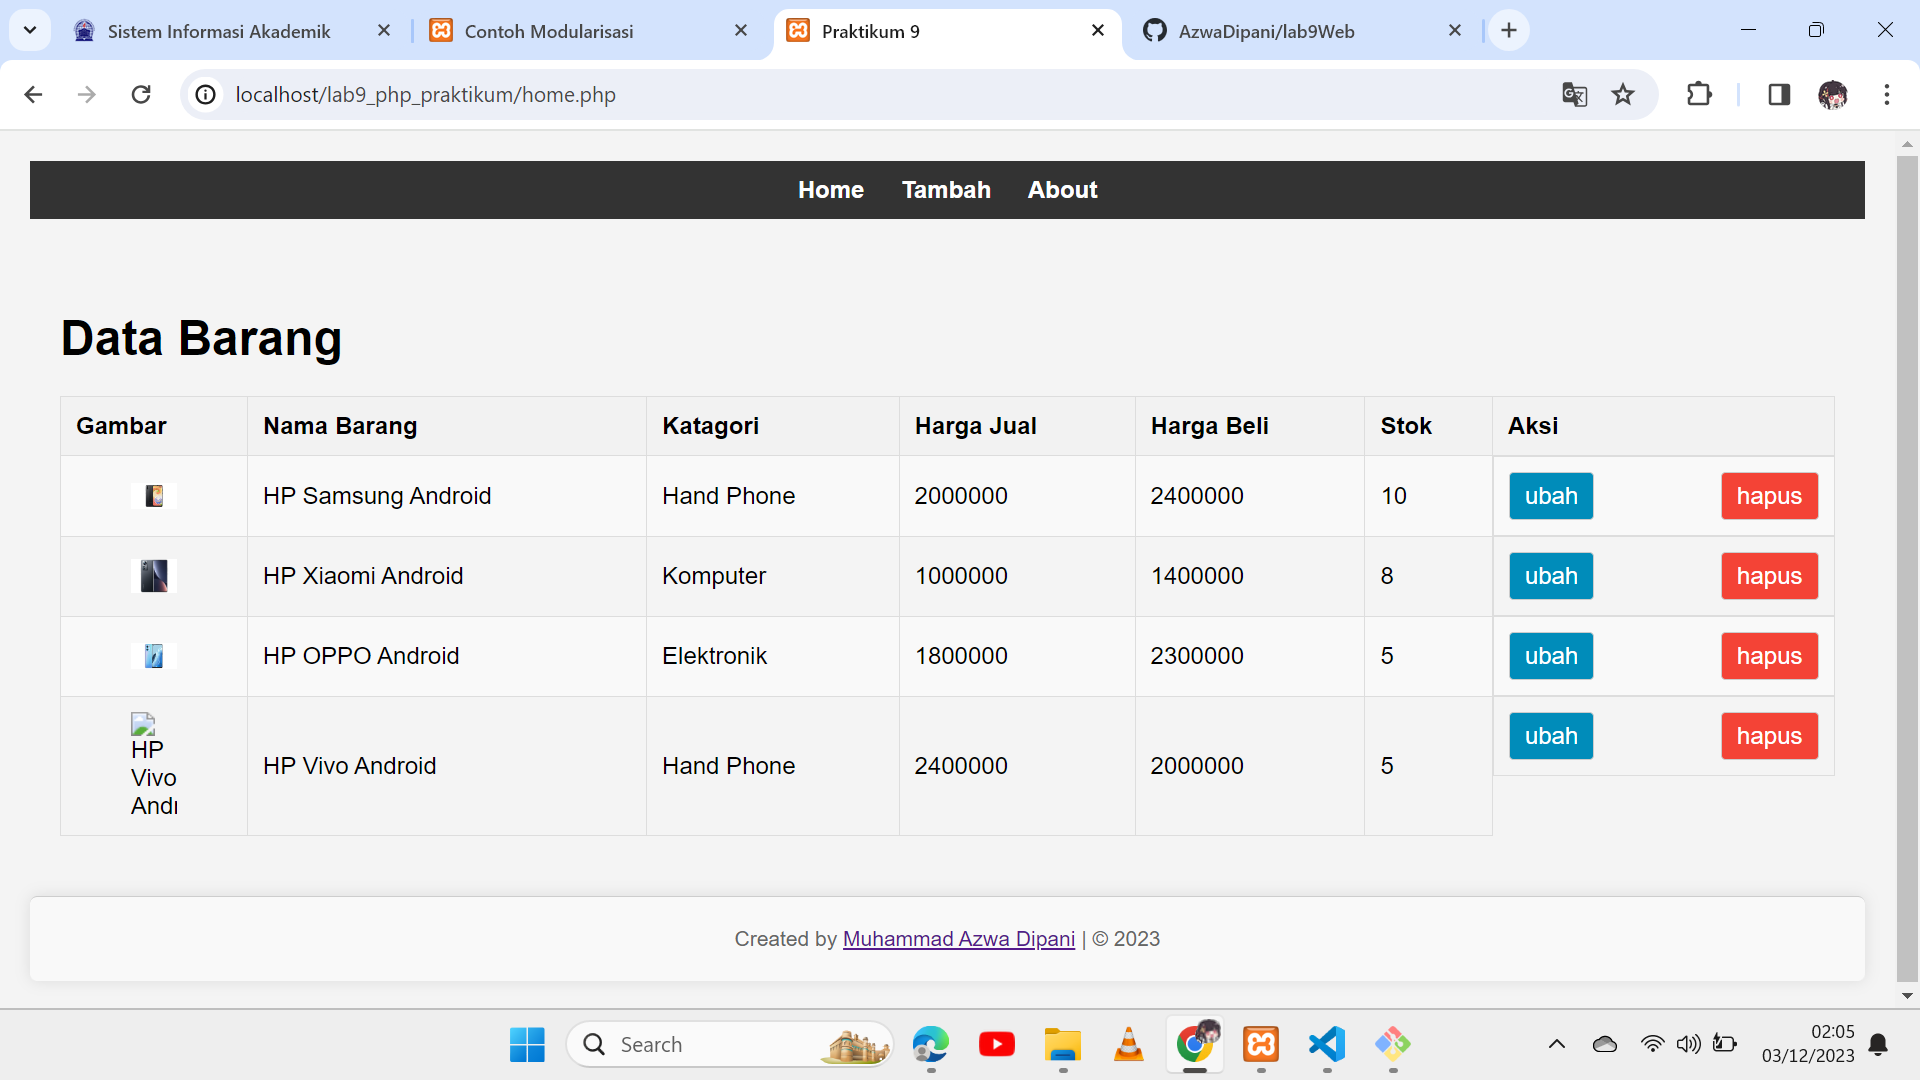 Sistem Informasi Akademik
Contoh Modularisasi
Praktikum 9
AzwaDipani/lab9Web
localhost/lab9_php_praktikum/home.php
Home Tambah About
Data Barang
Gambar Nama Barang Katagori Harga Jual Harga Beli Stok Aksi
HP Samsung Android Hand Phone 2000000 2400000 10 ubah hapus
HP Xiaomi Android Komputer 1000000 1400000 8 ubah hapus
HP OPPO Android Elektronik 1800000 2300000 5 ubah hapus
HP
Vivo
Andr
HP Vivo Android Hand Phone 2400000 2000000 5 ubah hapus
Created by Muhammad Azwa Dipani | © 2023
Search
02:05
03/12/2023